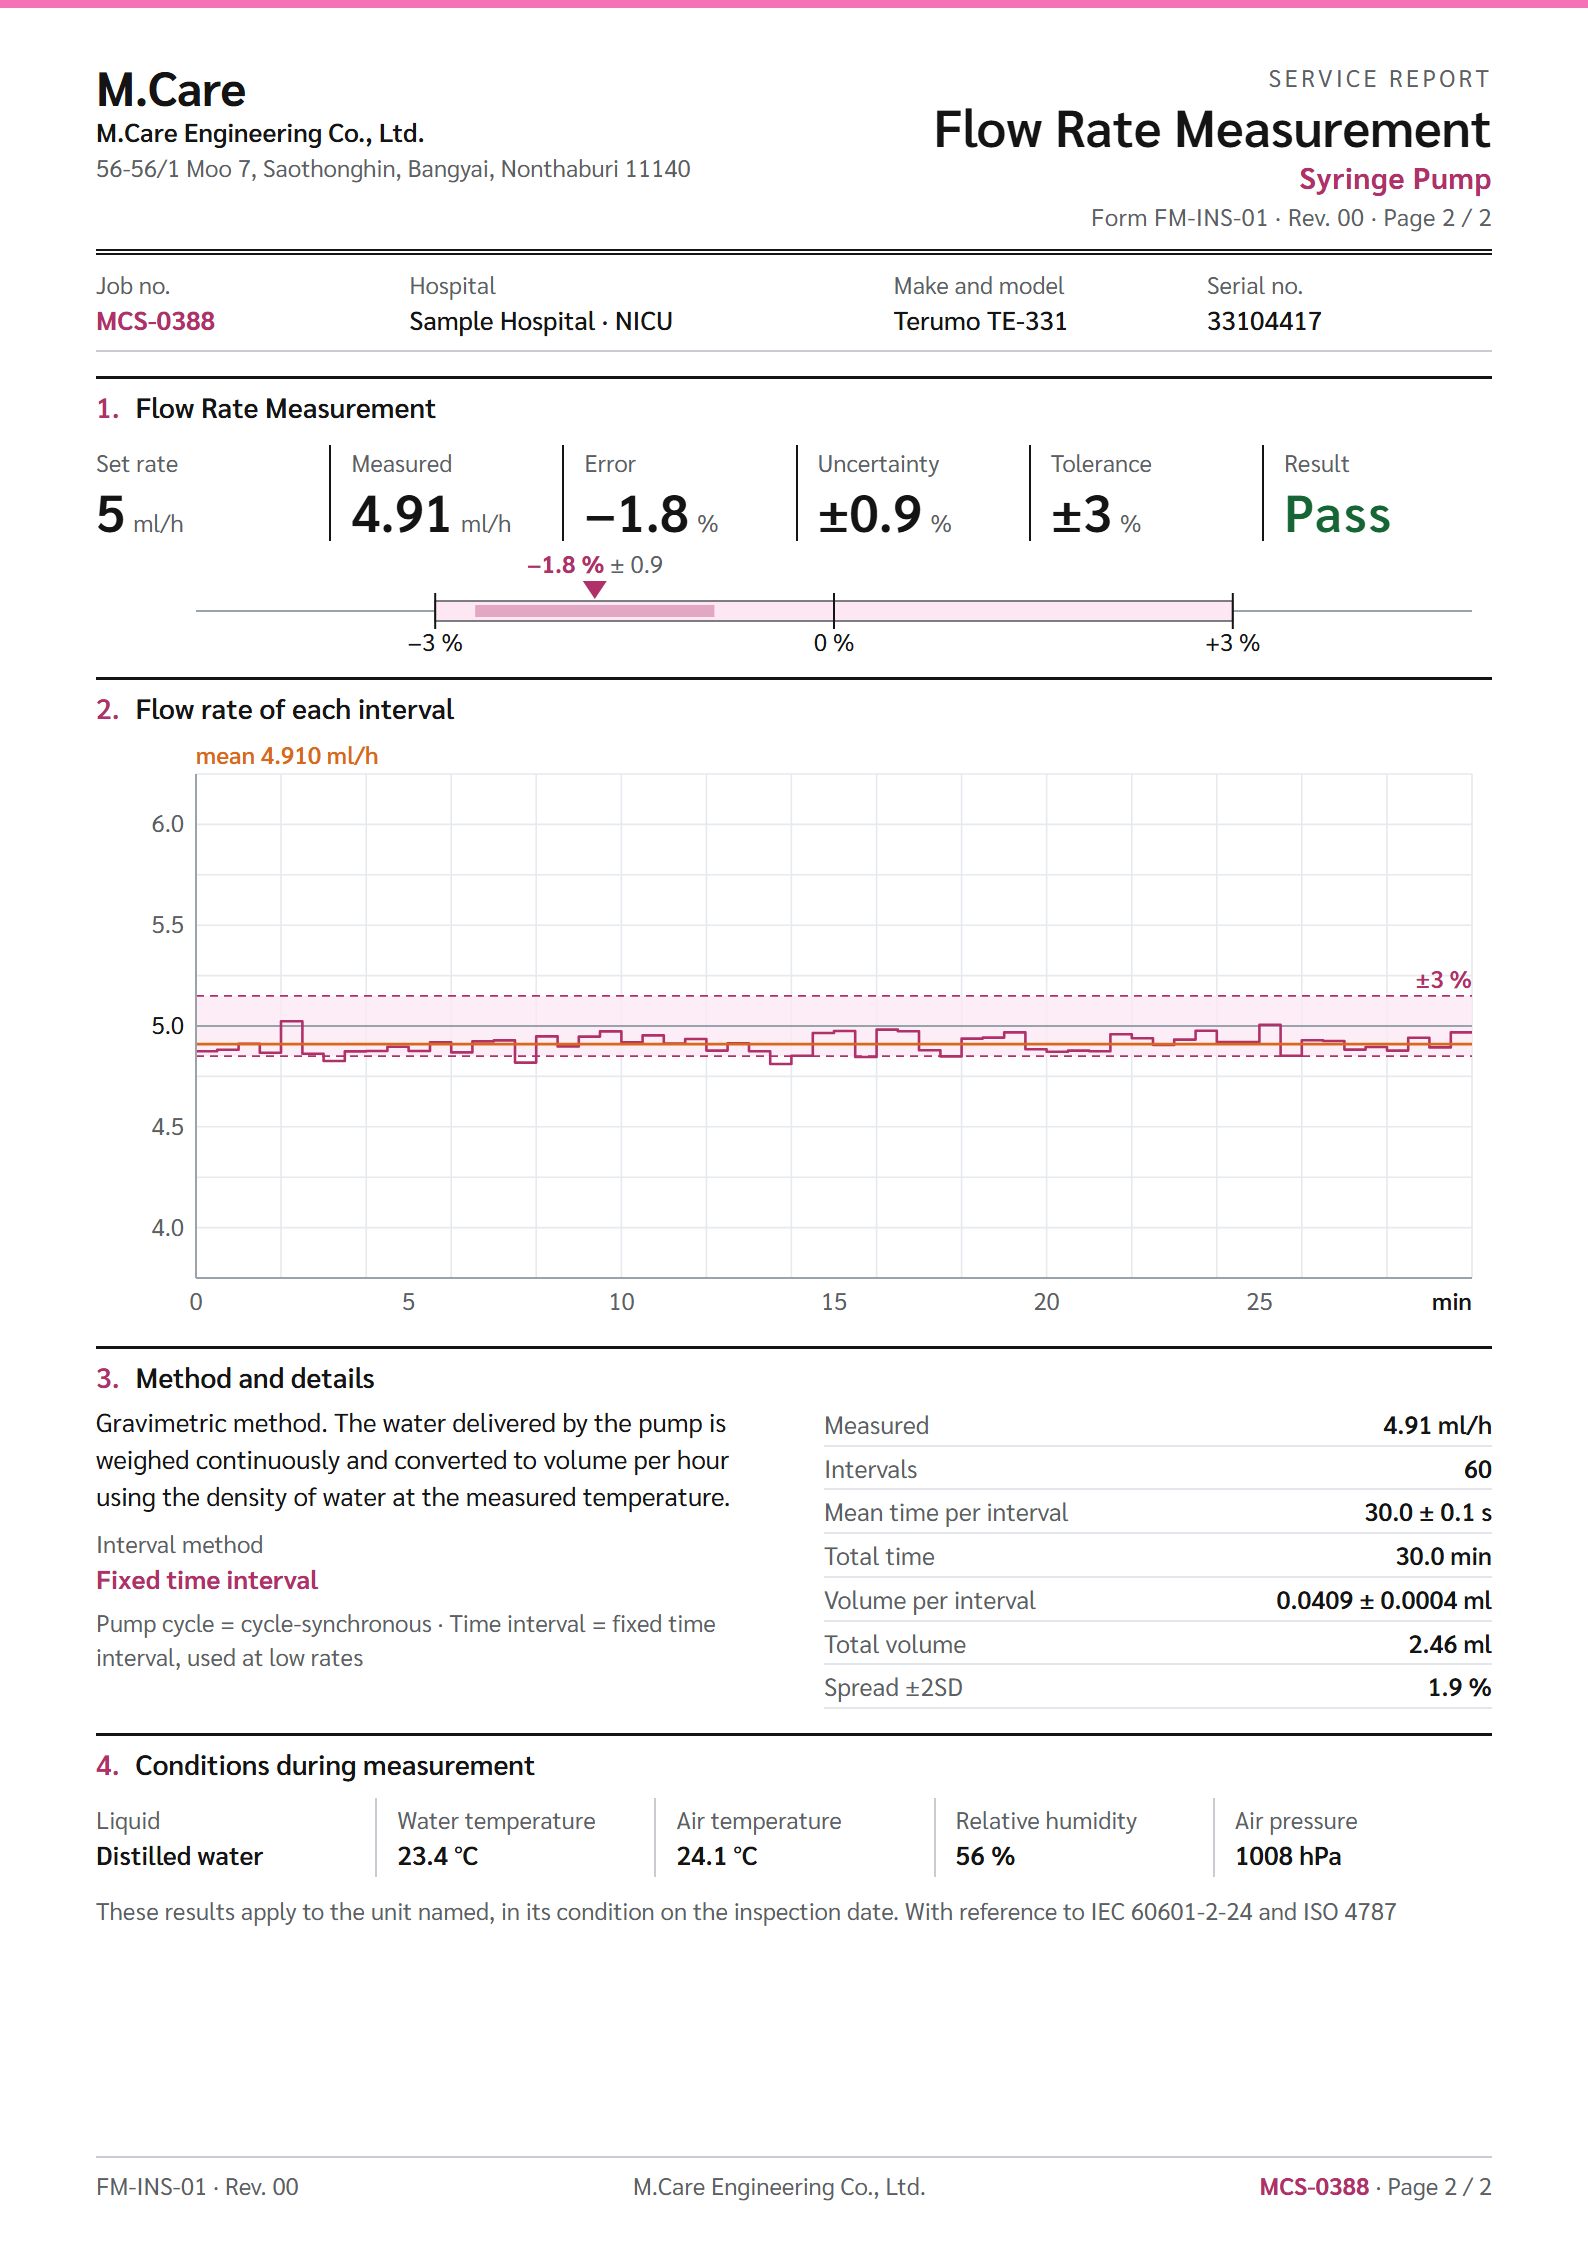 M.Care
M.Care Engineering Co., Ltd.
56-56/1 Moo 7, Saothonghin, Bangyai, Nonthaburi 11140
SERVICE REPORT
Flow Rate Measurement
Syringe Pump
Form FM-INS-01 · Rev. 00 · Page 2 / 2
Job no. Hospital Make and model Serial no.
MCS-0388 Sample Hospital · NICU Terumo TE-331 33104417
1. Flow Rate Measurement
Set rate Measured Error Uncertainty Tolerance Result
5 ml/h 4.91 ml/h −1.8 % ±0.9 % ±3 % Pass
−1.8 % ± 0.9
−3 % 0 % +3 %
2. Flow rate of each interval
mean 4.910 ml/h
6.0
5.5
±3 %
5.0
4.5
4.0
0 5 10 15 20 25 min
3. Method and details
Gravimetric method. The water delivered by the pump is
weighed continuously and converted to volume per hour
using the density of water at the measured temperature.
Interval method
Fixed time interval
Pump cycle = cycle-synchronous · Time interval = fixed time
interval, used at low rates
Measured 4.91 ml/h
Intervals 60
Mean time per interval 30.0 ± 0.1 s
Total time 30.0 min
Volume per interval 0.0409 ± 0.0004 ml
Total volume 2.46 ml
Spread ±2SD 1.9 %
4. Conditions during measurement
Liquid Water temperature Air temperature Relative humidity Air pressure
Distilled water 23.4 °C 24.1 °C 56 % 1008 hPa
These results apply to the unit named, in its condition on the inspection date. With reference to IEC 60601-2-24 and ISO 4787
FM-INS-01 · Rev. 00 M.Care Engineering Co., Ltd. MCS-0388 · Page 2 / 2